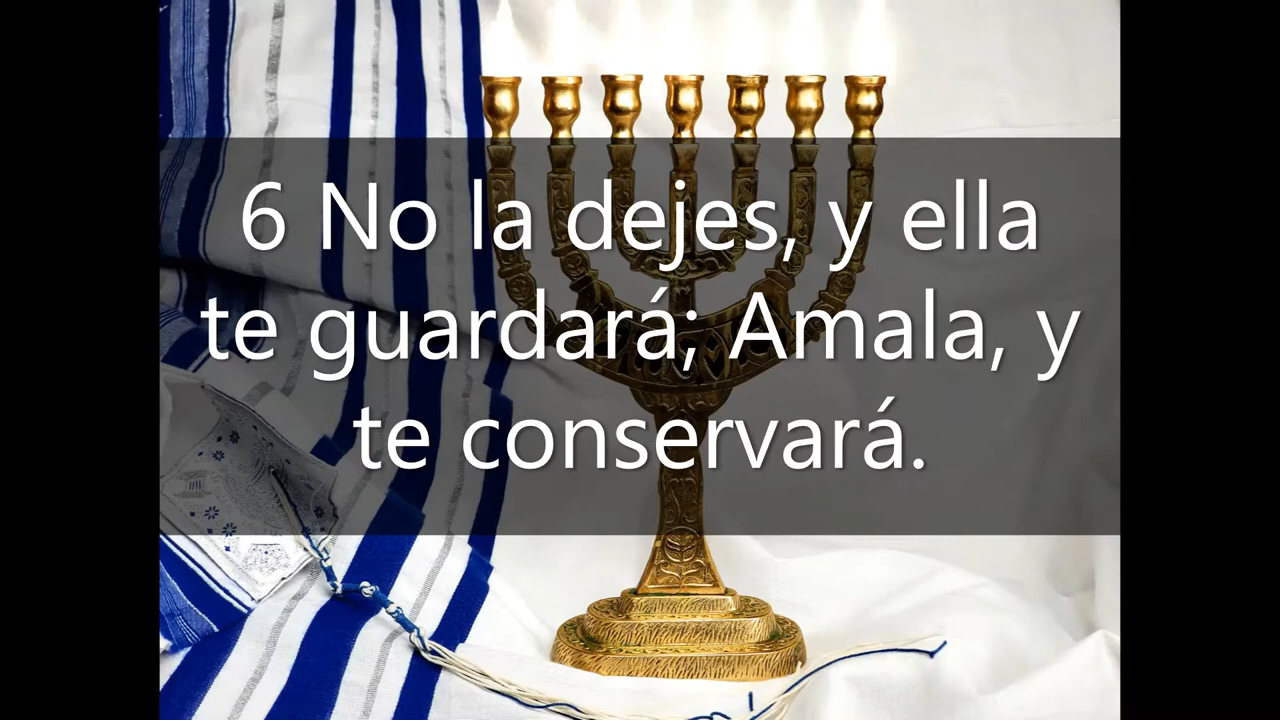 6 No la dejes, y ella
te guardará; Amala, y
te conservará.